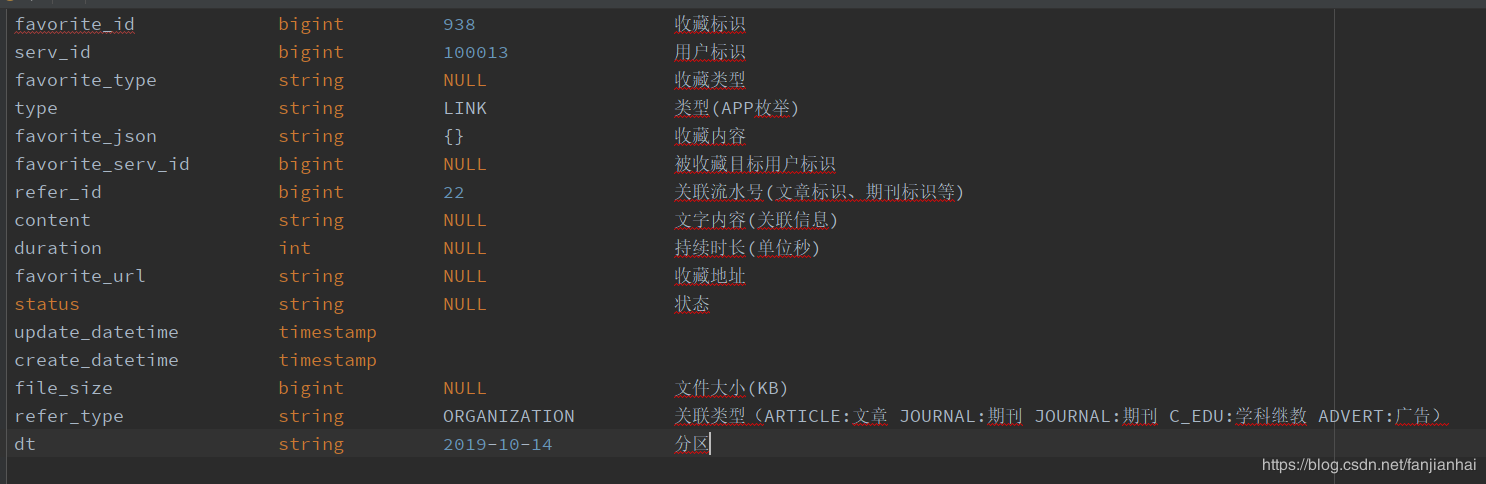 favorite_id bigint 938 收藏标识
serv_id bigint 100013 用户标识
favorite_type string NULL 收藏类型
type string LINK 类型(APP枚举)
favorite_json string {} 收藏内容
favorite_serv_id bigint NULL 被收藏目标用户标识
refer_id bigint 22 关联流水号(文章标识、期刊标识等)
content string NULL 文字内容(关联信息)
duration int NULL 持续时长(单位秒)
favorite_url string NULL 收藏地址
status string NULL 状态
update_datetime timestamp
create_datetime timestamp
file_size bigint NULL 文件大小(KB)
refer_type string ORGANIZATION 关联类型（ARTICLE:文章 JOURNAL:期刊 JOURNAL:期刊 C_EDU:学科继教 ADVERT:广告）
dt string 2019-10-14 分区
https://blog.csdn.net/fanjianhai